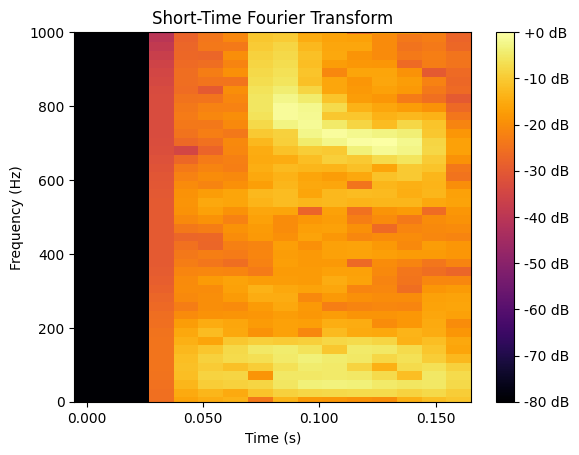 Short-Time Fourier Transform
Frequency (Hz)
1000
800
600
400
200
0
0.000
0.050
0.100
0.150
Time (s)
+0 dB
-10 dB
-20 dB
-30 dB
-40 dB
-50 dB
-60 dB
-70 dB
-80 dB